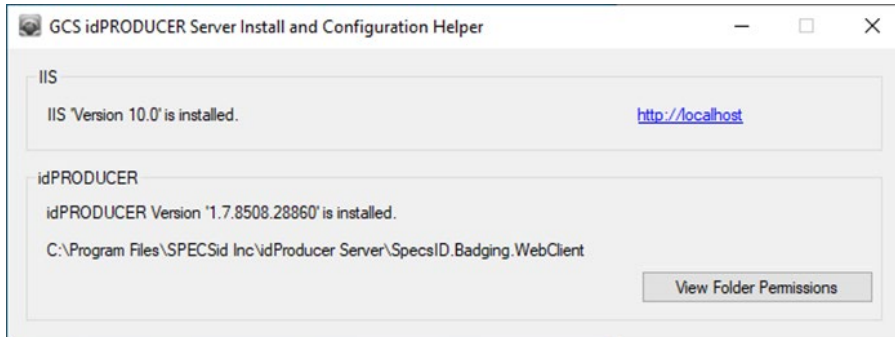 GCS idPRODUCER Server Install and Configuration Helper
IIS
IIS 'Version 10.0' is installed. http://localhost
idPRODUCER
idPRODUCER Version '1.7.8508.28860' is installed.
C:\Program Files\SPECSid Inc\idProducer Server\SpecsID.Badging.WebClient
View Folder Permissions